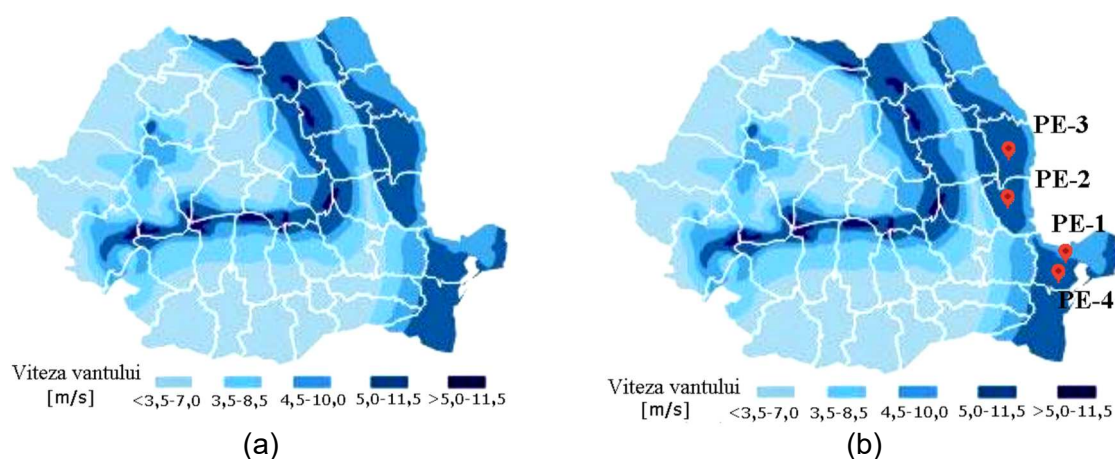 PE-3
PE-2
PE-1
PE-4
Viteza vantului
[m/s]
<3,5-7,0 3,5-8,5 4,5-10,0 5,0-11,5 >5,0-11,5
(a)
Viteza vantului
[m/s]
<3,5-7,0 3,5-8,5 4,5-10,0 5,0-11,5 >5,0-11,5
(b)